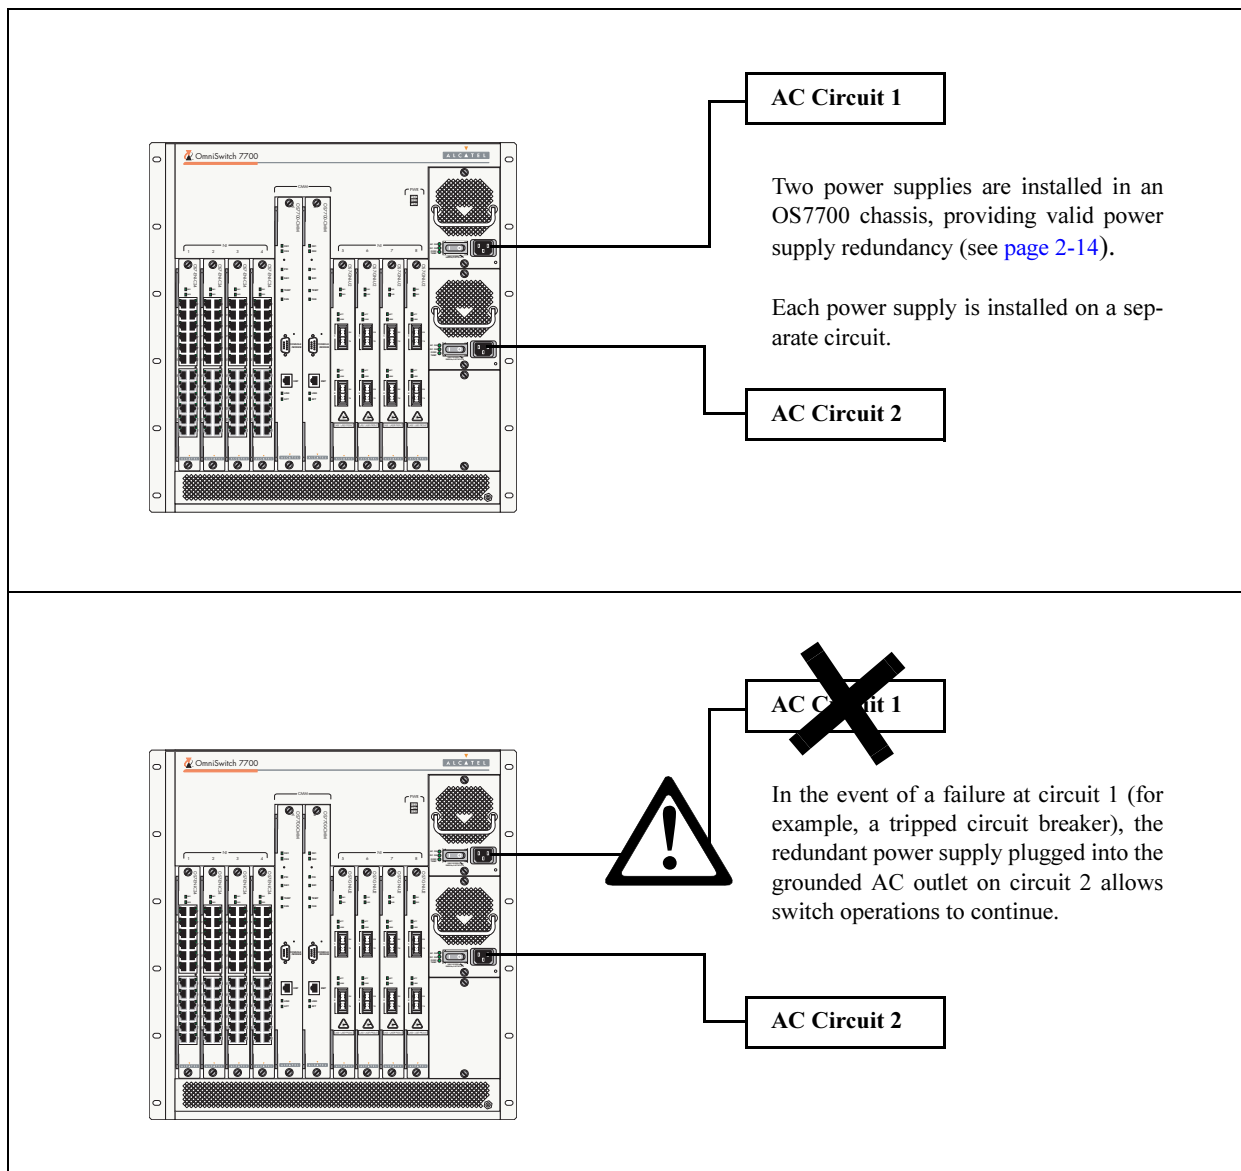 AC Circuit 1
OmniSwitch 7700
ALCATEL
Two power supplies are installed in an
OS7700 chassis, providing valid power
supply redundancy (see page 2-14).
Each power supply is installed on a sep-
arate circuit.
AC Circuit 2
AC Circuit 1
OmniSwitch 7700
ALCATEL
In the event of a failure at circuit 1 (for
example, a tripped circuit breaker), the
redundant power supply plugged into the
grounded AC outlet on circuit 2 allows
switch operations to continue.
AC Circuit 2